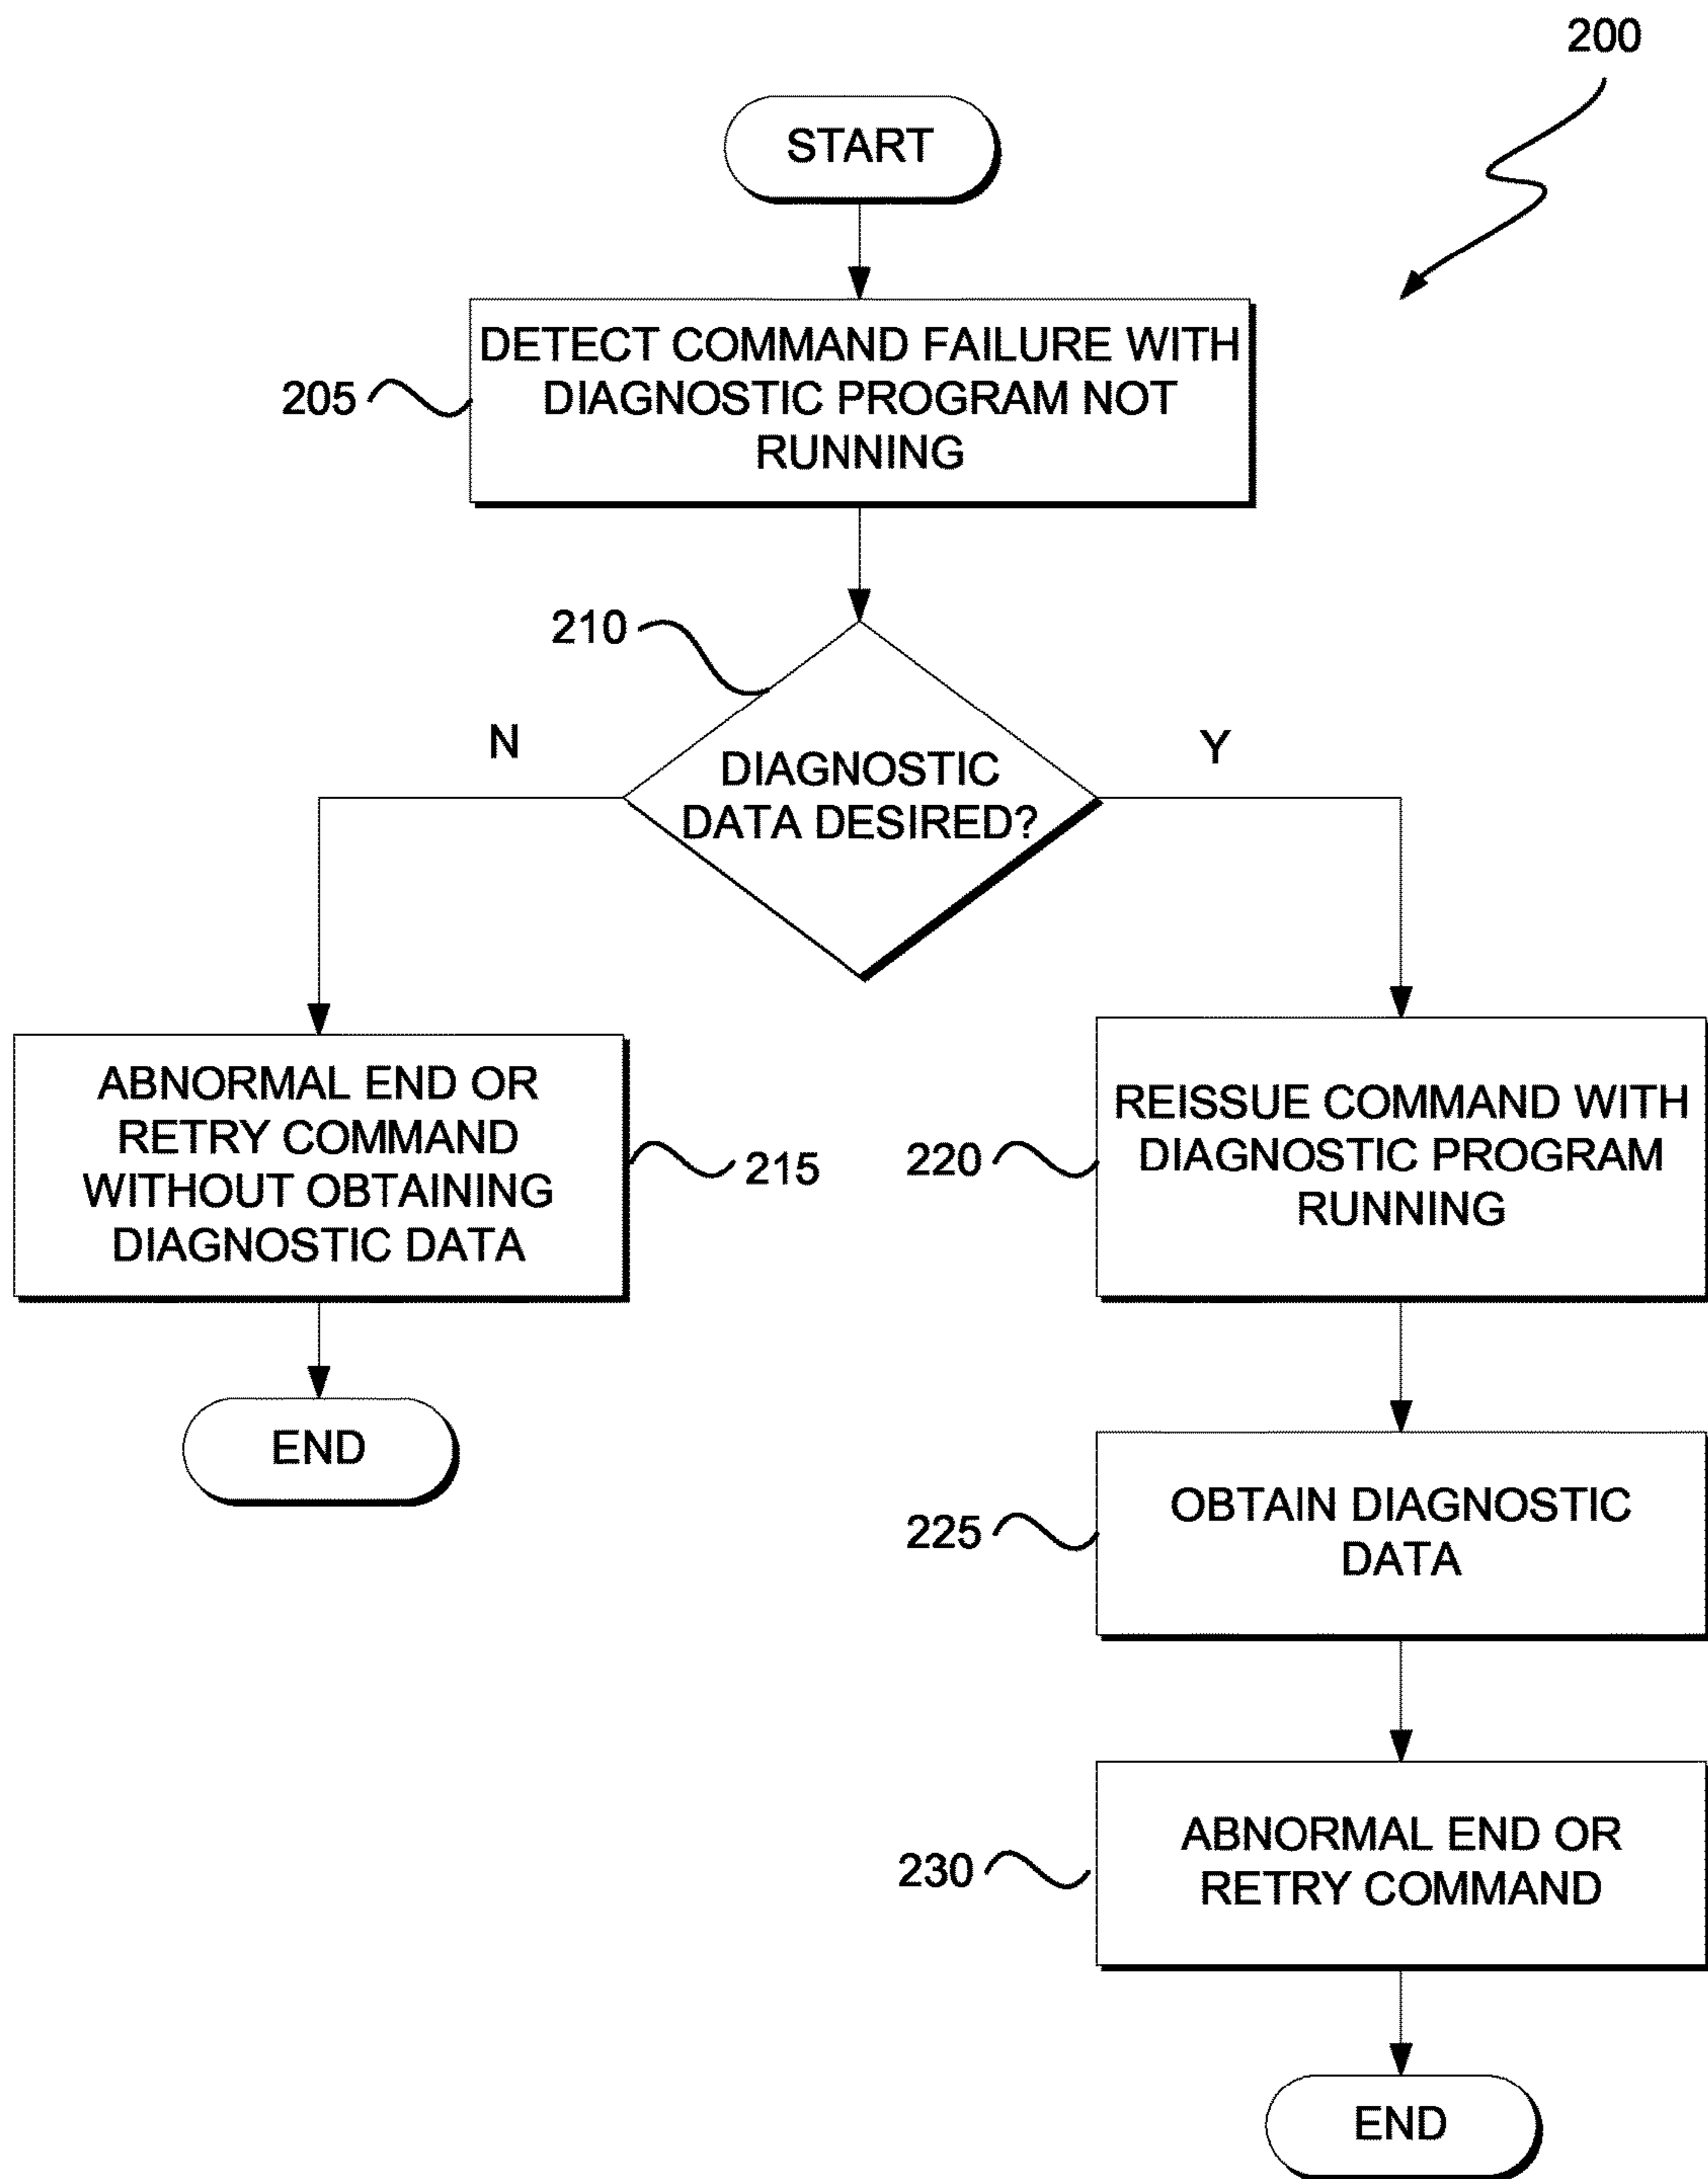 200
START
205
DETECT COMMAND FAILURE WITH
DIAGNOSTIC PROGRAM NOT
RUNNING
210
N
DIAGNOSTIC
DATA DESIRED?
Y
ABNORMAL END OR
RETRY COMMAND
WITHOUT OBTAINING
DIAGNOSTIC DATA
215
END
220
REISSUE COMMAND WITH
DIAGNOSTIC PROGRAM
RUNNING
225
OBTAIN DIAGNOSTIC
DATA
230
ABNORMAL END OR
RETRY COMMAND
END